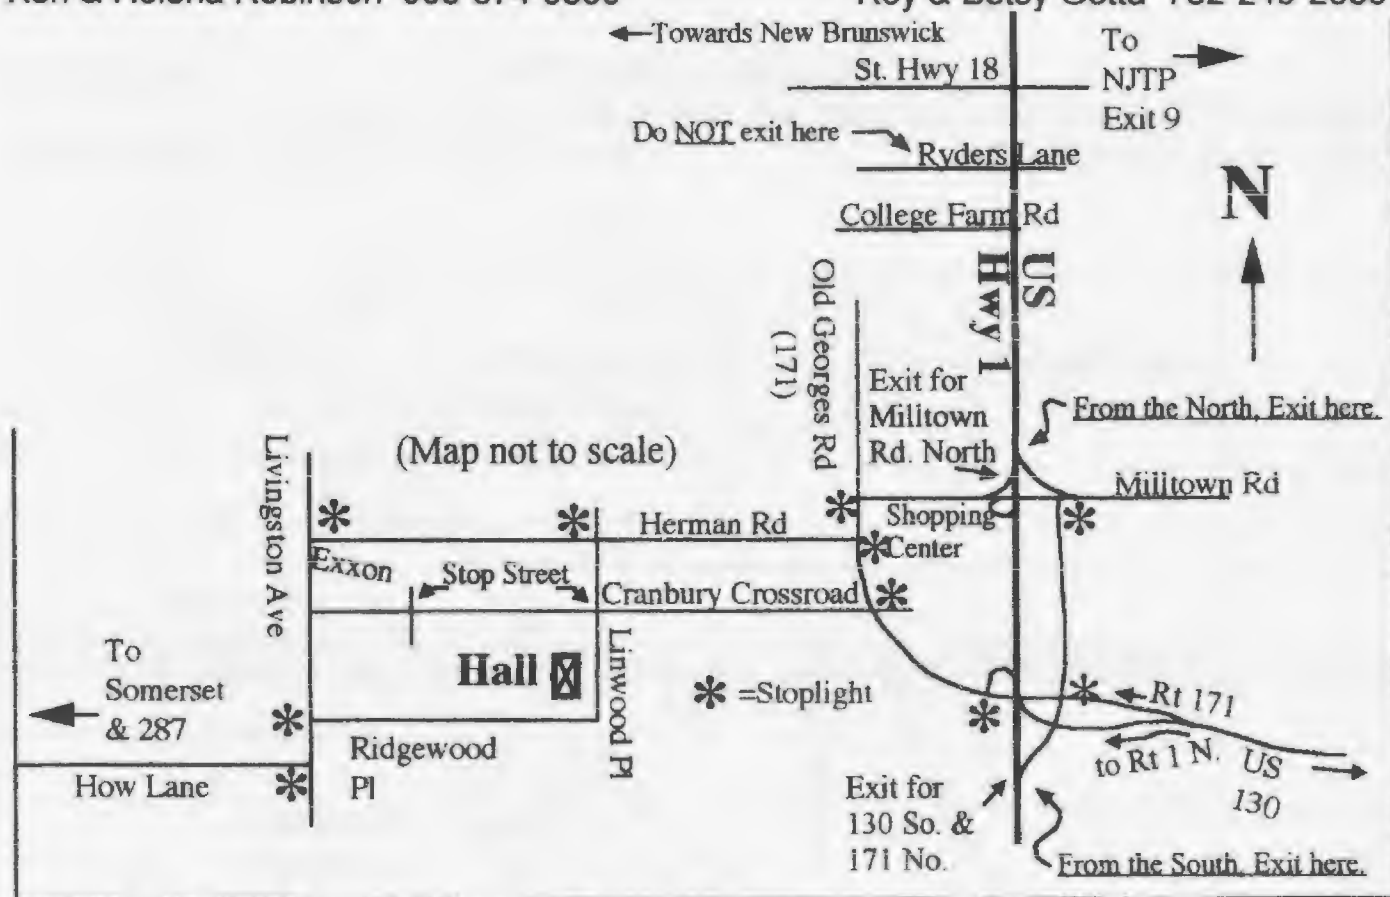 ←Towards New Brunswick
St. Hwy 18
To
NJTP
Exit 9
Do NOT exit here
Ryders Lane
College Farm Rd
N
US
Hwy 1
Old Georges Rd
(171)
Exit for
Milltown
Rd. North
From the North, Exit here.
Milltown Rd
(Map not to scale)
Livingston Ave
Herman Rd
Shopping
Center
Exxon
Stop Street
Cranbury Crossroad
To
Somerset
& 287
Hall
Linwood Pl
* =Stoplight
Rt 171
to Rt 1 N.
US
130
Ridgewood
Pl
How Lane
Exit for
130 So. &
171 No.
From the South, Exit here.